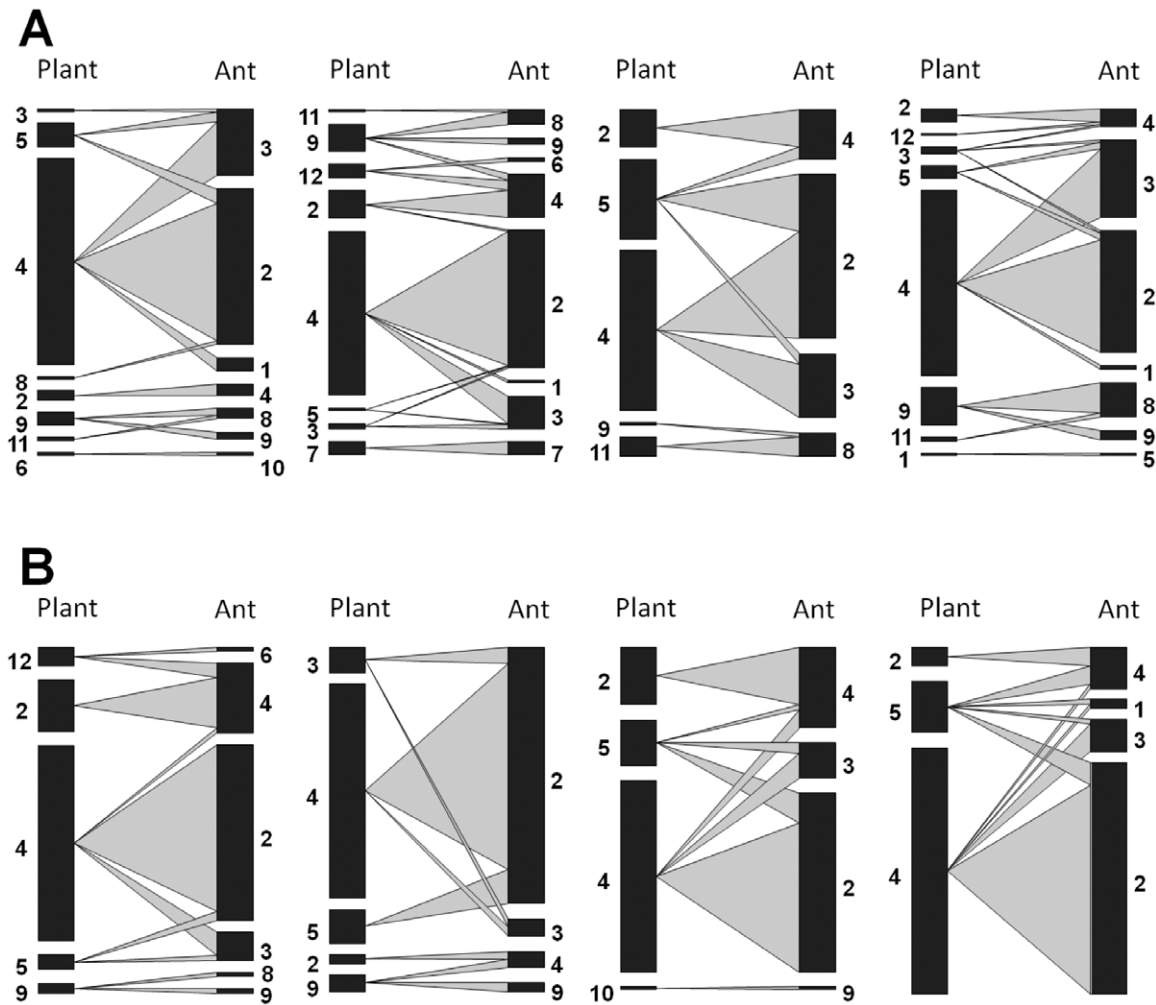 A
Plant Ant Plant Ant Plant Ant Plant Ant
3 5 4 8 2 9 11 6
3 2 1 4 8 9 10
11 9 12 2 4 5 3 7
8 9 6 4 2 1 3 7
2 5 4 9 11
4 2 3 8
2 12 3 5 4 9 11 1
4 3 2 1 8 9 5
B
Plant Ant Plant Ant Plant Ant Plant Ant
12 2 4 5 9
6 4 2 3 8 9
3 4 5 2 9
2 3 4 9
2 5 4 10
4 3 2 9
2 5 4
4 1 3 2